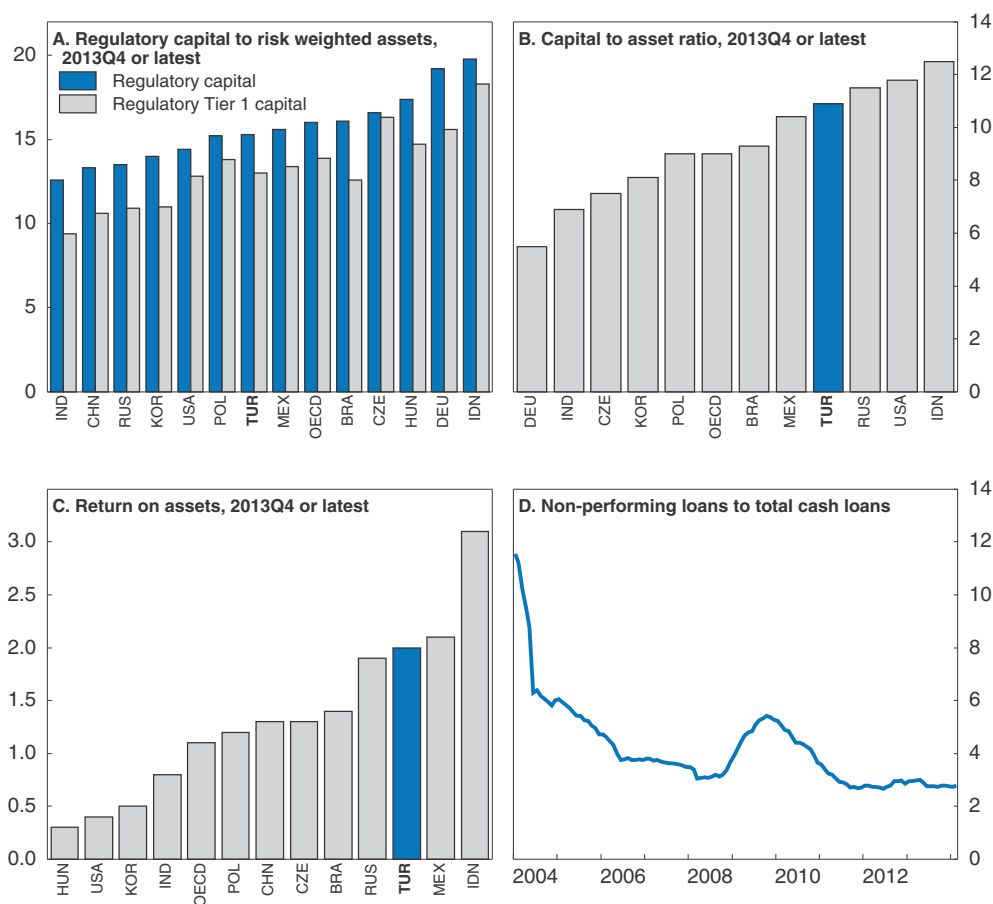 A. Regulatory capital to risk weighted assets,
2013Q4 or latest
Regulatory capital
Regulatory Tier 1 capital
20
15
10
5
0
IND CHN RUS KOR USA POL TUR MEX OECD BRA CZE HUN DEU IDN
B. Capital to asset ratio, 2013Q4 or latest
14
12
10
8
6
4
2
0
DEU IND CZE KOR POL OECD BRA MEX TUR RUS USA IDN
C. Return on assets, 2013Q4 or latest
3.0
2.5
2.0
1.5
1.0
0.5
0.0
HUN USA KOR IND OECD POL CHN CZE BRA RUS TUR MEX IDN
D. Non-performing loans to total cash loans
14
12
10
8
6
4
2
0
2004 2006 2008 2010 2012